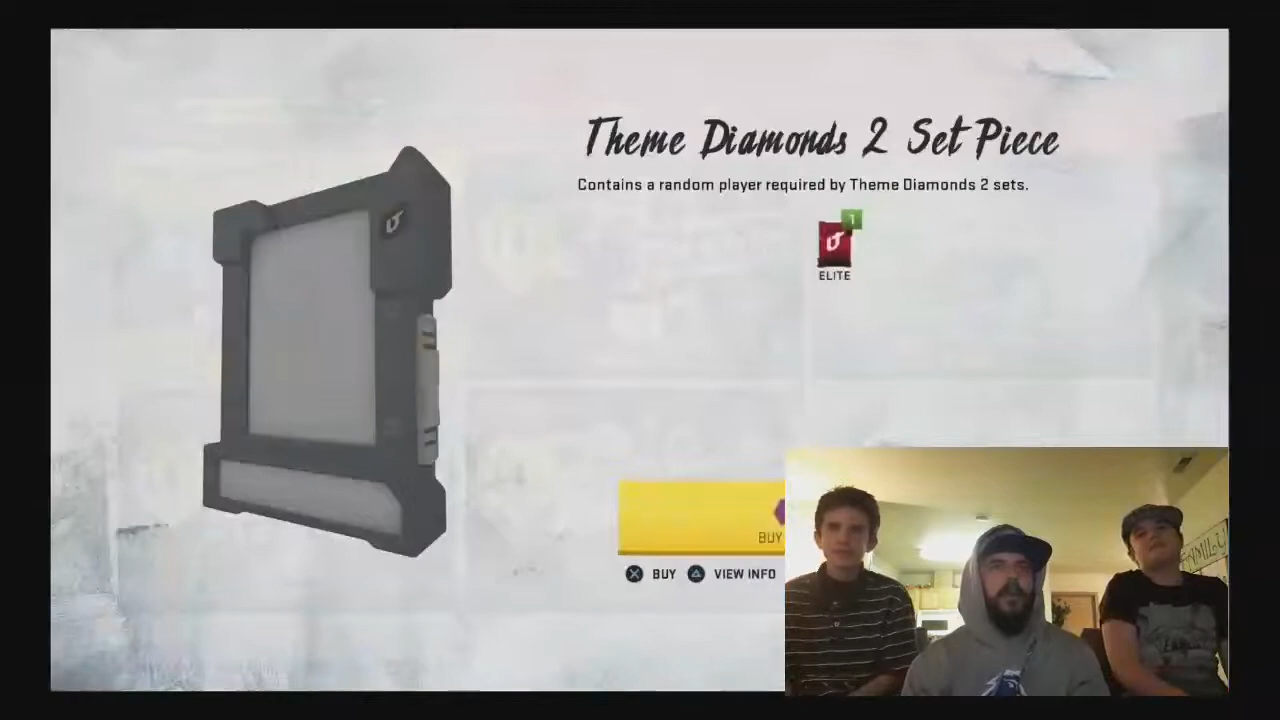 Theme Diamonds 2 Set Piece
Contains a random player required by Theme Diamonds 2 sets.
1
ELITE
BUY
BUY VIEW INFO
FAMILY